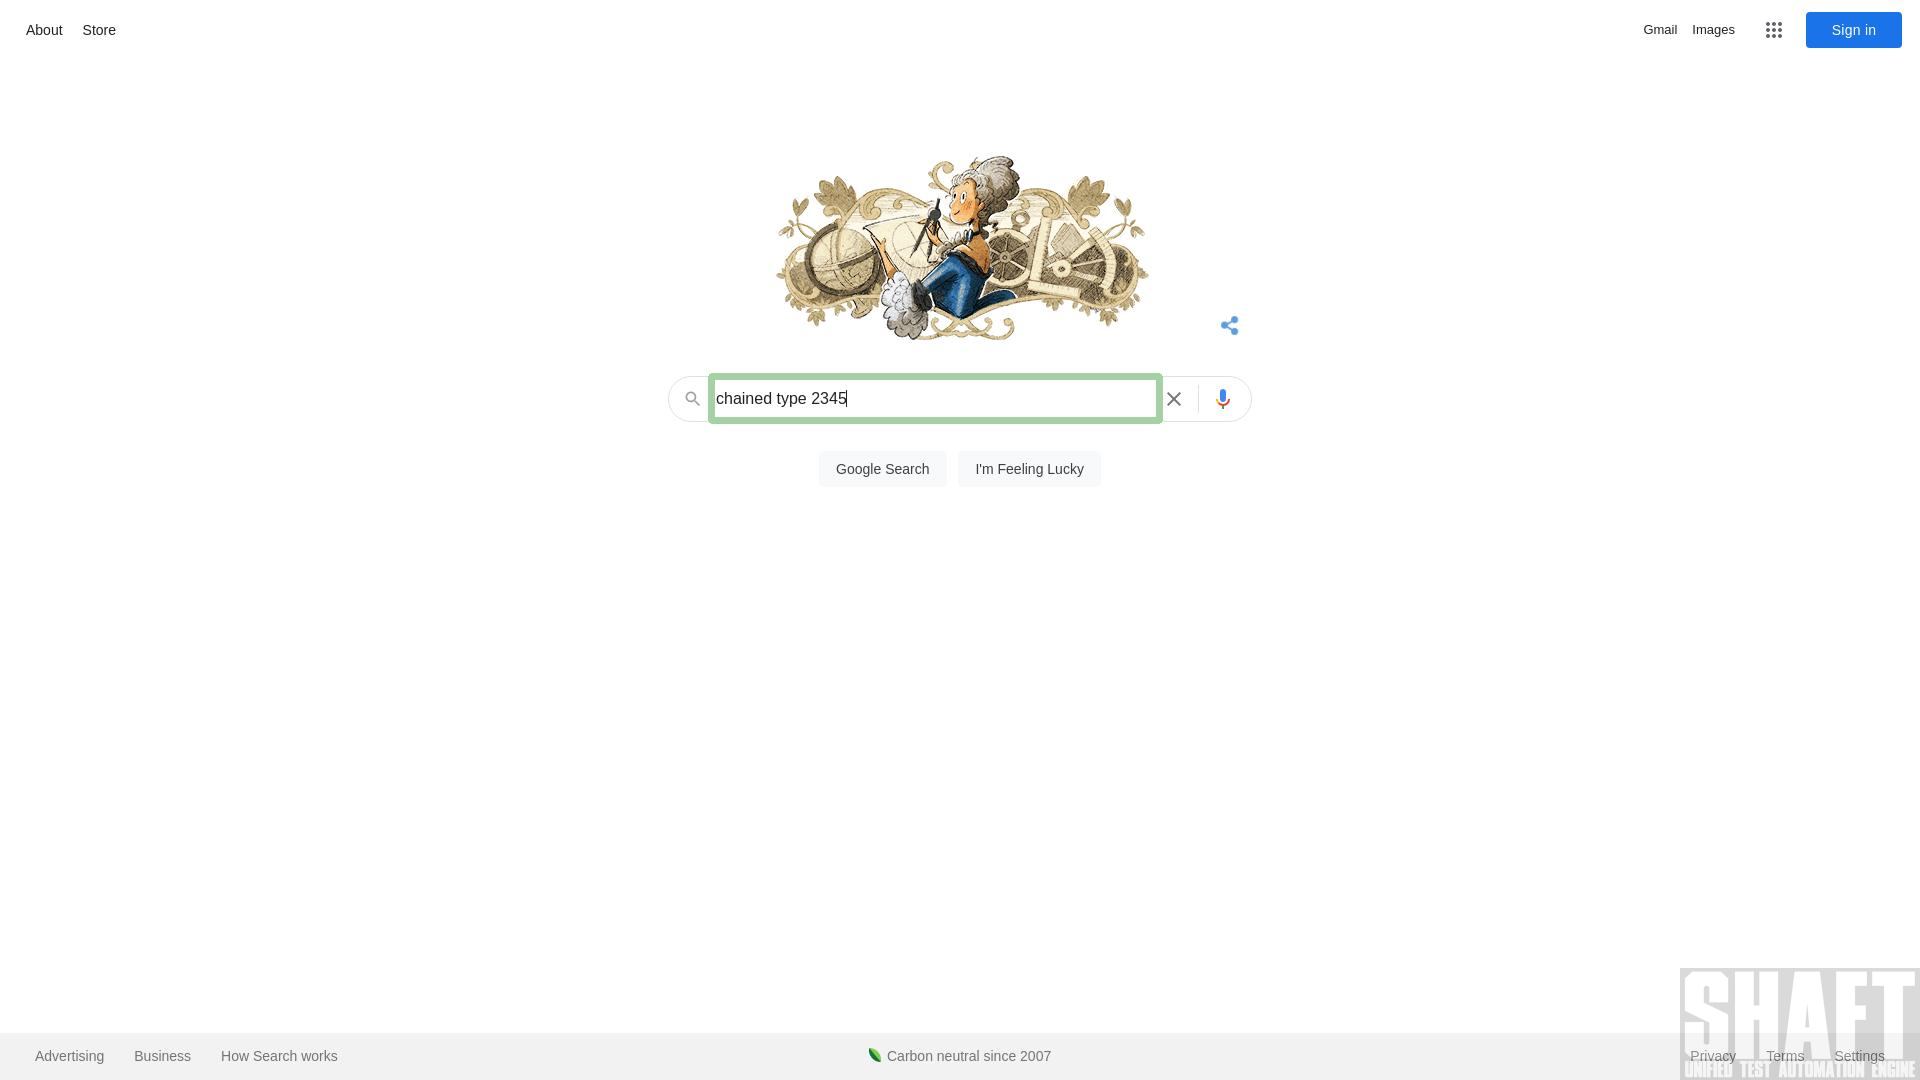 About Store
Gmail Images Sign in
chained type 2345
Google Search I'm Feeling Lucky
SHAFT
Advertising Business How Search works Carbon neutral since 2007 Privacy Terms Settings
UNIFIED TEST AUTOMATION ENGINE